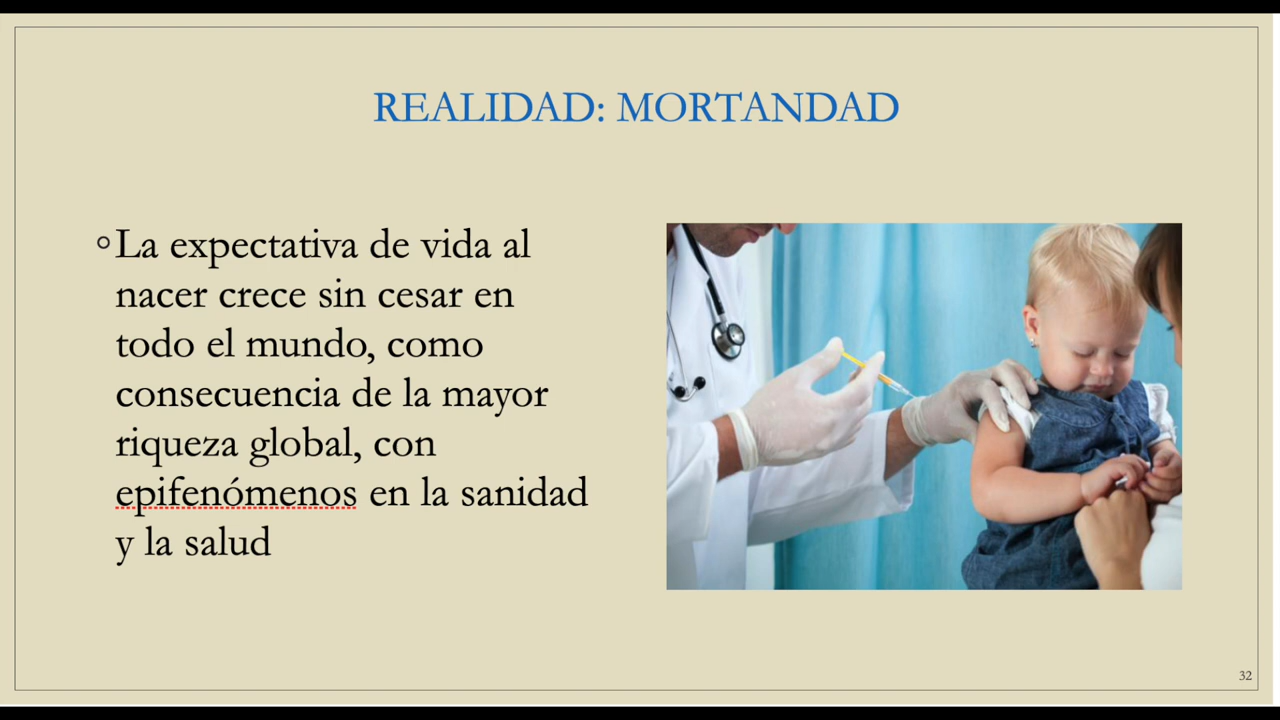 REALIDAD: MORTANDAD
La expectativa de vida al
nacer crece sin cesar en
todo el mundo, como
consecuencia de la mayor
riqueza global, con
epifenómenos en la sanidad
y la salud
32